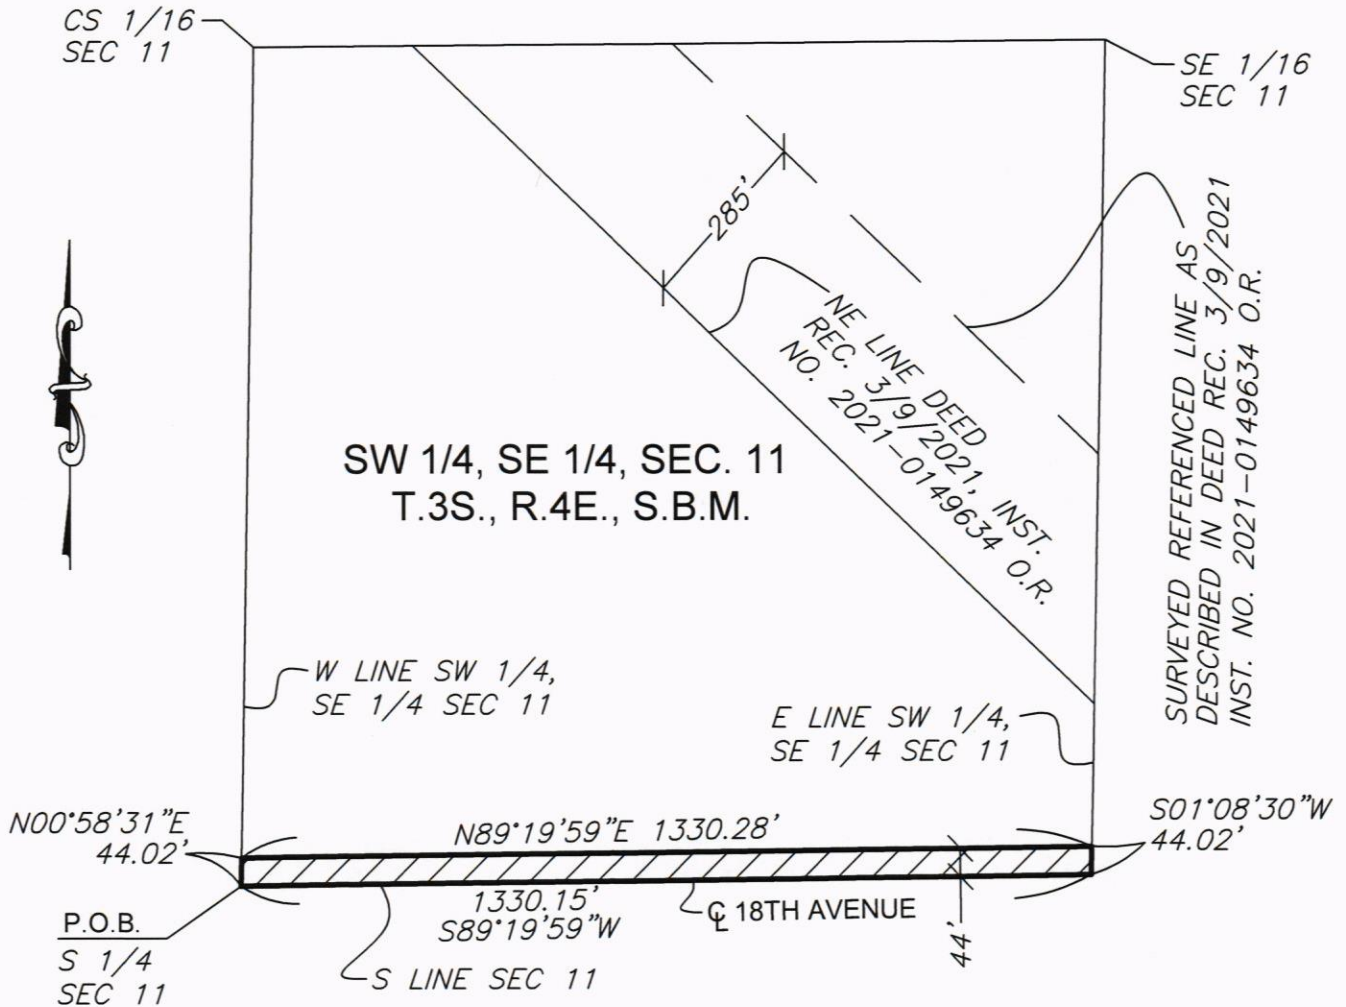 CS 1/16
SEC 11
SE 1/16
SEC 11
285'
NE LINE DEED
REC. 3/9/2021, INST.
NO. 2021-0149634 O.R.
SURVEYED REFERENCED LINE AS
DESCRIBED IN DEED REC. 3/9/2021
INST. NO. 2021-0149634 O.R.
SW 1/4, SE 1/4, SEC. 11
T.3S., R.4E., S.B.M.
W LINE SW 1/4,
SE 1/4 SEC 11
E LINE SW 1/4,
SE 1/4 SEC 11
N00°58'31"E
44.02'
N89°19'59"E 1330.28'
S01°08'30"W
44.02'
1330.15'
S89°19'59"W
℄ 18TH AVENUE
44'
P.O.B.
S 1/4
SEC 11
S LINE SEC 11